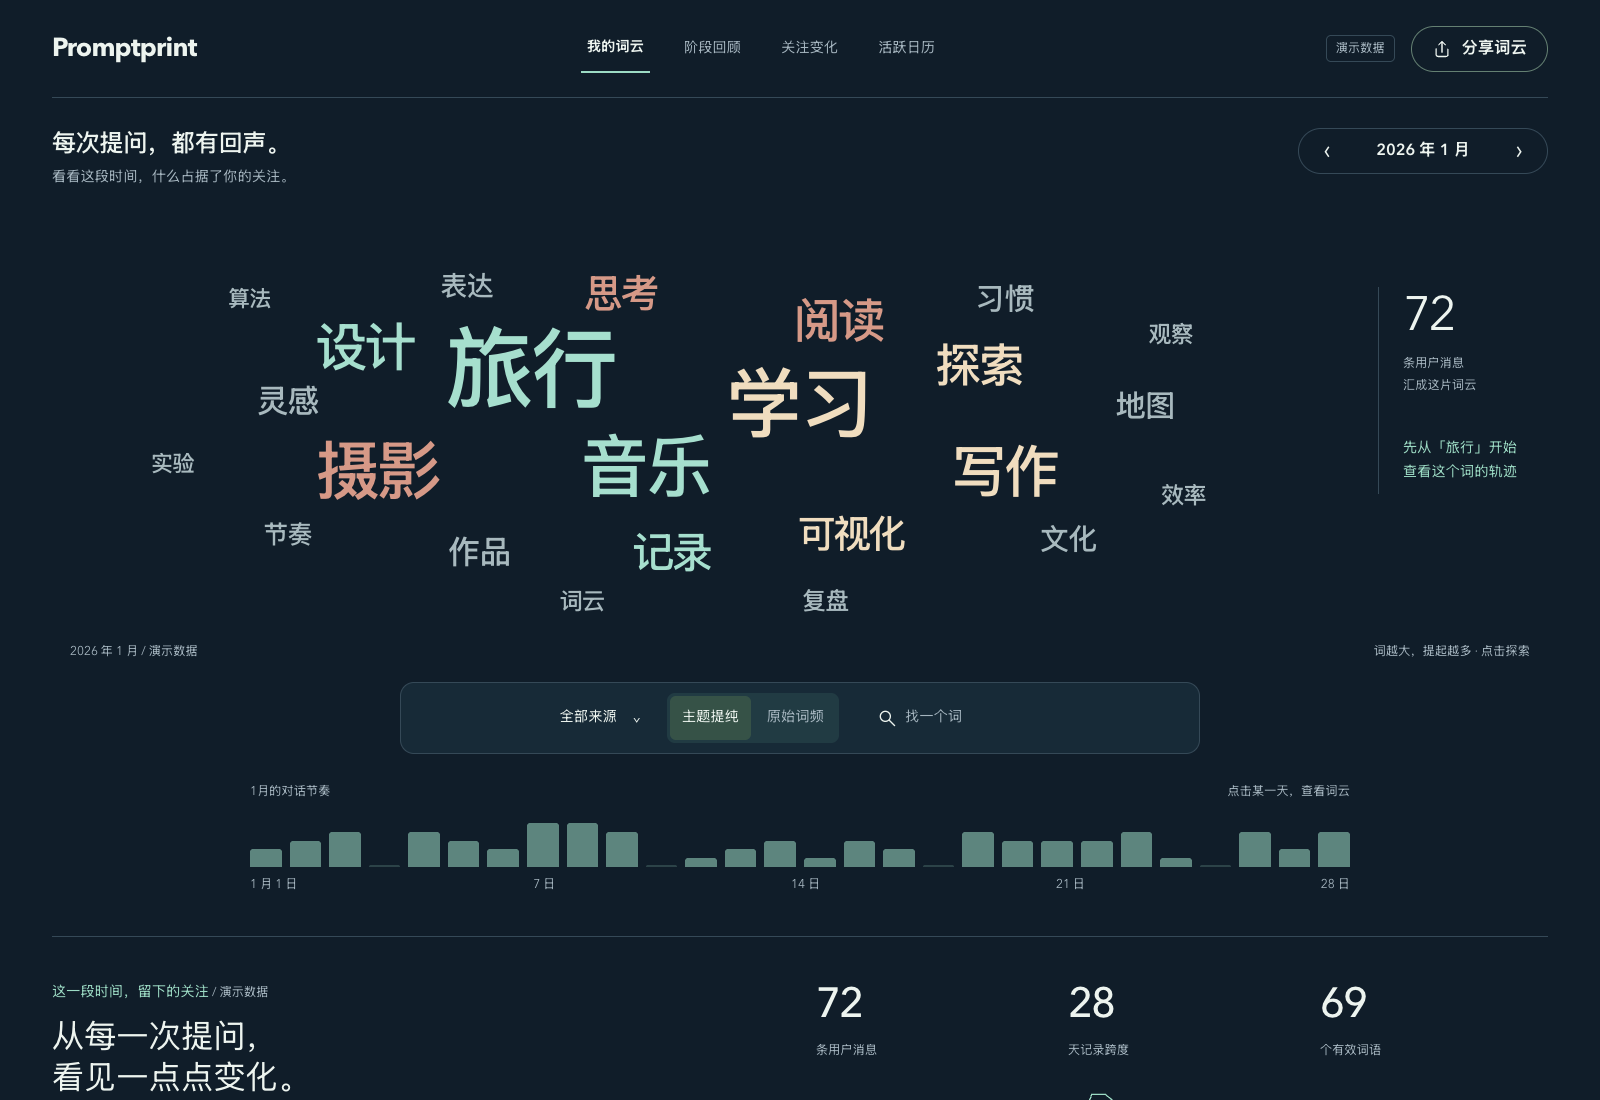 Promptprint
我的词云 阶段回顾 关注变化 活跃日历
演示数据 分享词云
每次提问，都有回声。
看看这段时间，什么占据了你的关注。
‹ 2026 年 1 月 ›
算法 表达 思考 阅读 习惯 观察
设计 旅行 学习 探索
灵感 地图
实验 摄影 音乐 写作 效率
节奏 作品 记录 可视化 文化
词云 复盘
72
条用户消息
汇成这片词云
先从「旅行」开始
查看这个词的轨迹
2026 年 1 月 / 演示数据
词越大，提起越多 · 点击探索
全部来源 主题提纯 原始词频 找一个词
1月的对话节奏 点击某一天，查看词云
1 月 1 日 7 日 14 日 21 日 28 日
这一段时间，留下的关注 / 演示数据
从每一次提问，
看见一点点变化。
72 28 69
条用户消息 天记录跨度 个有效词语